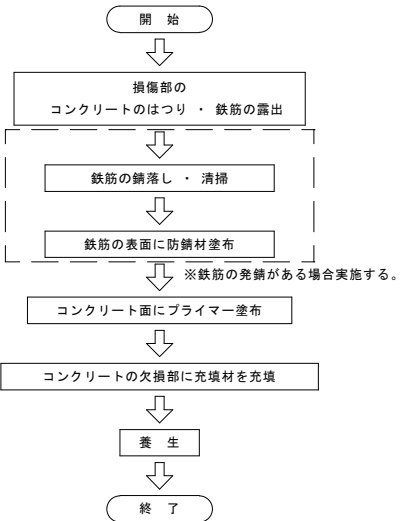 開　始
損傷部の
コンクリートのはつり ・ 鉄筋の露出
鉄筋の錆落し ・ 清掃
鉄筋の表面に防錆材塗布
※鉄筋の発錆がある場合実施する。
コンクリート面にプライマー塗布
コンクリートの欠損部に充填材を充填
養　生
終　了